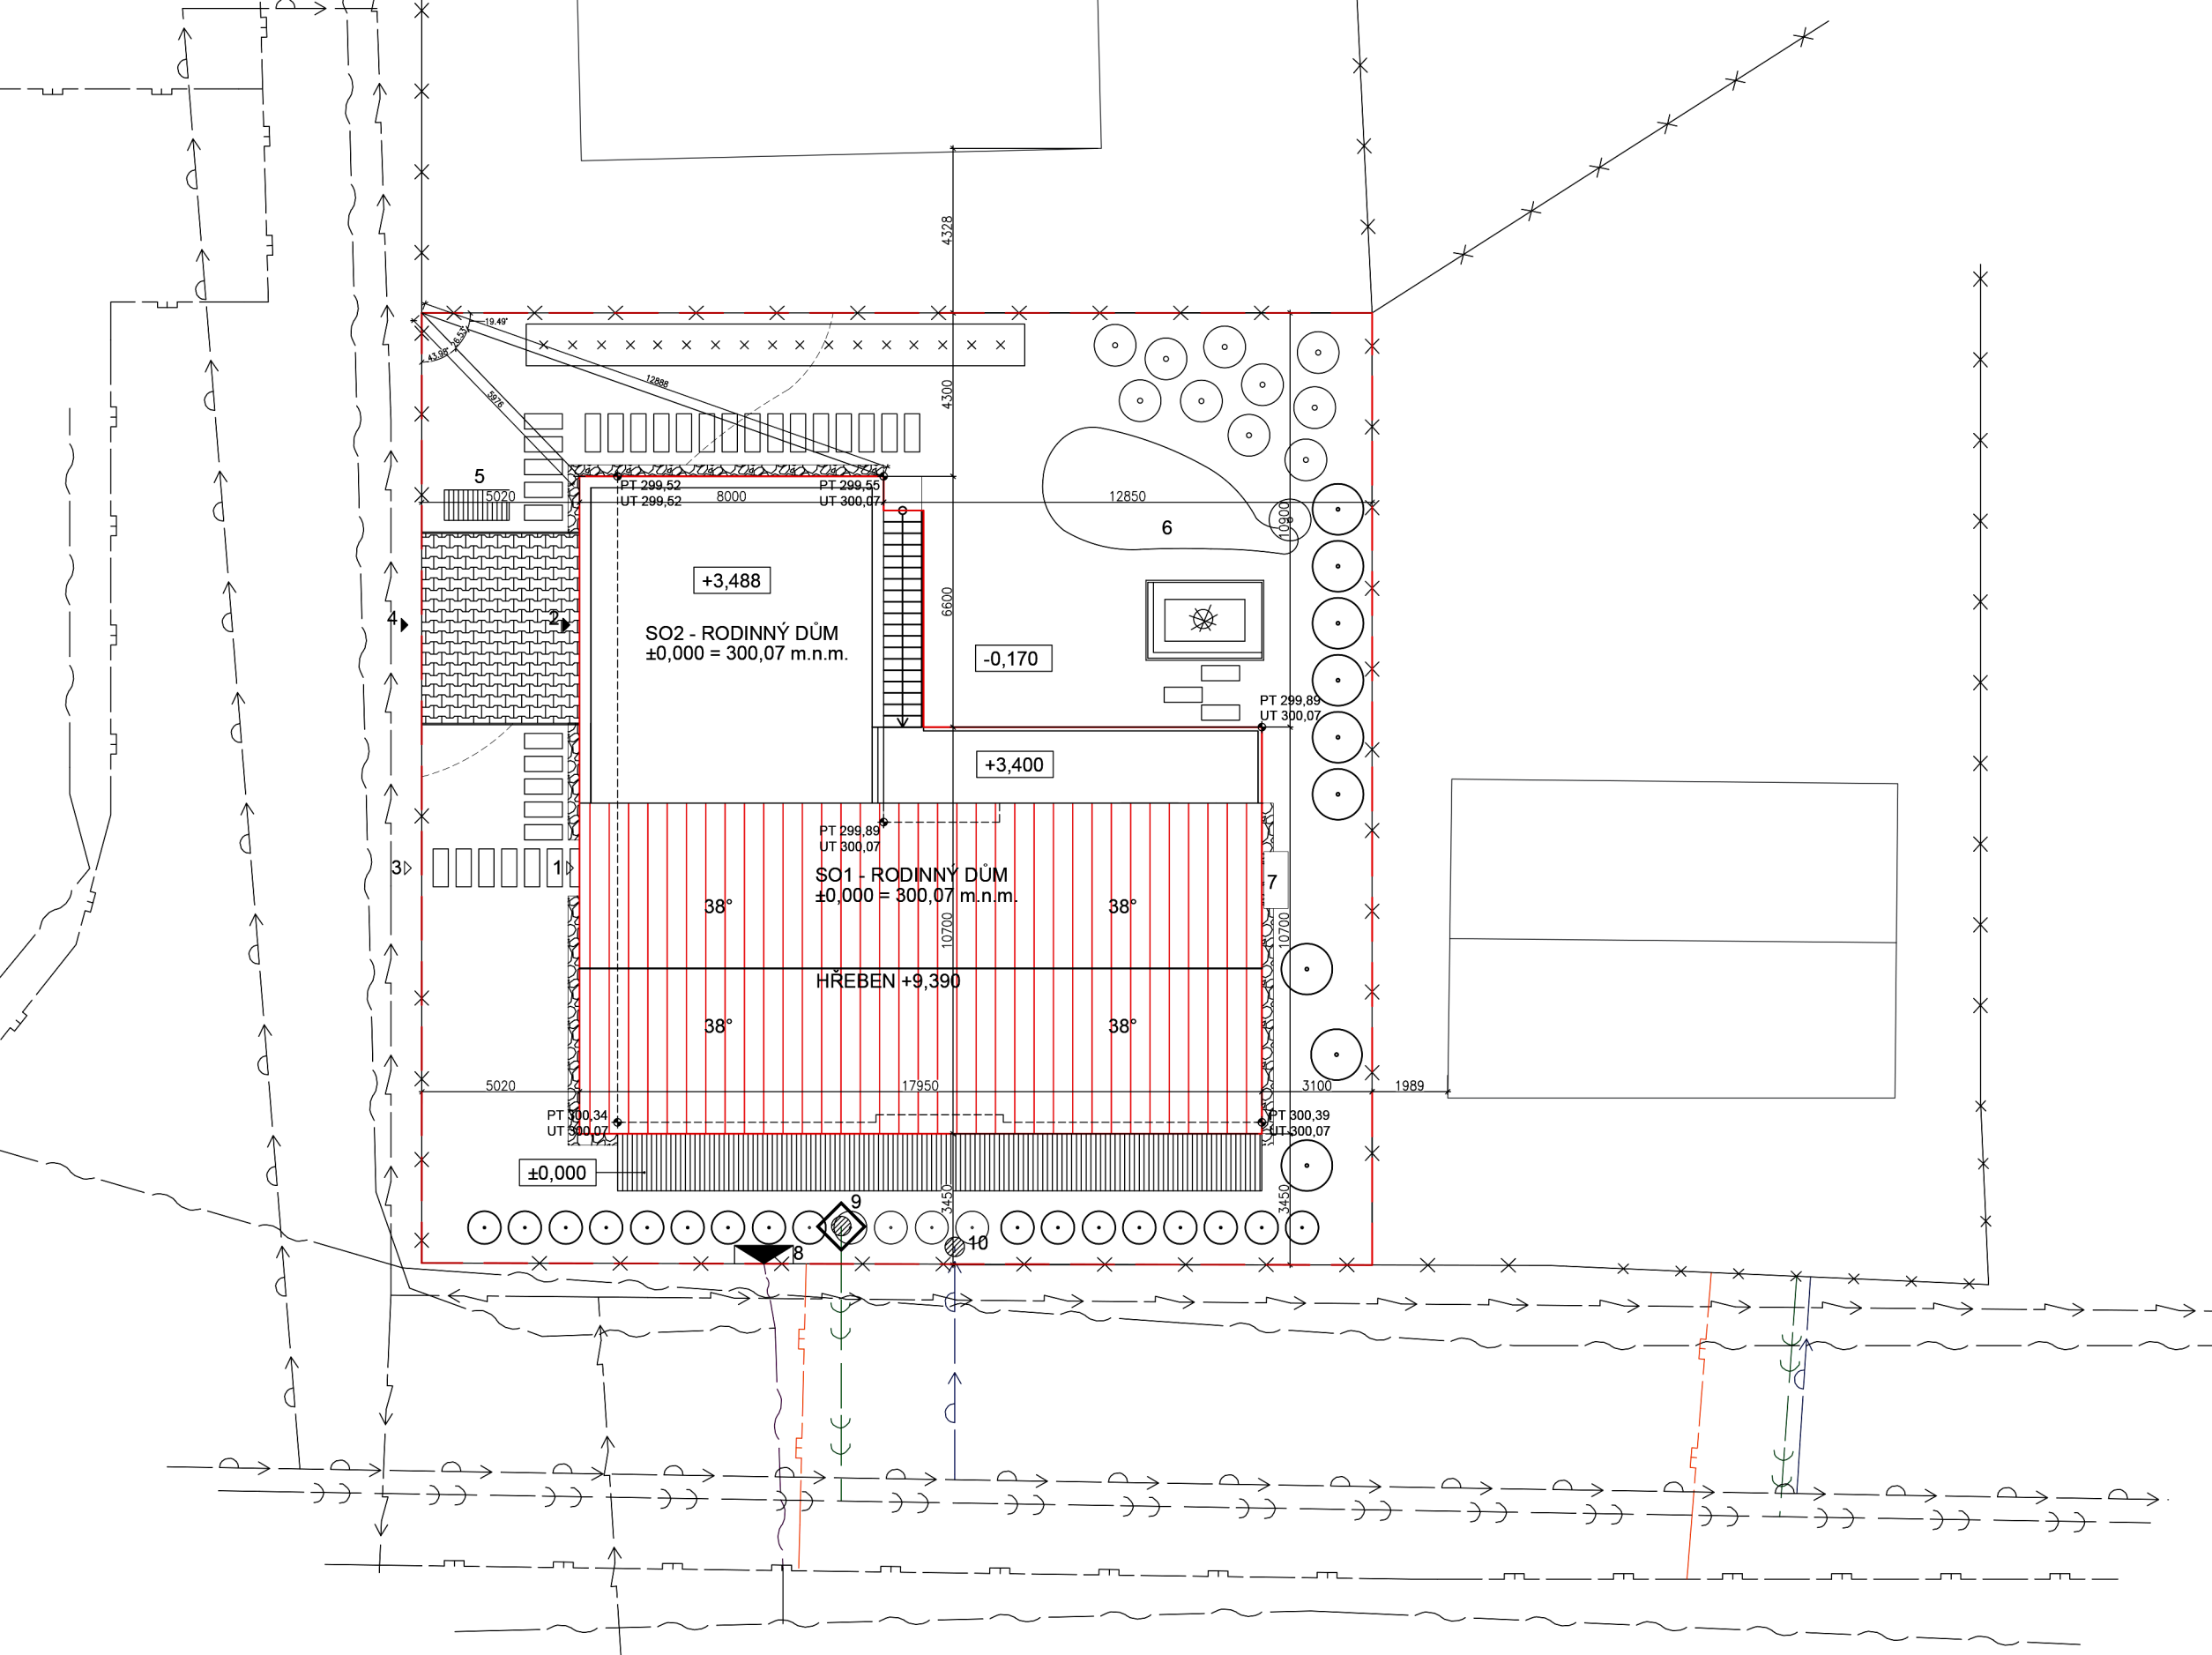 4328
19.49°
26.53°
43.98°
12888
5976
4300
5
PT 299,52
UT 299,52
PT 299,55
UT 300,07
5020
8000
12850
10900
6
+3,488
6600
4
2
SO2 - RODINNÝ DŮM
±0,000 = 300,07 m.n.m.
-0,170
PT 299,89
UT 300,07
+3,400
PT 299,89
UT 300,07
3
1
SO1 - RODINNÝ DŮM
±0,000 = 300,07 m.n.m.
7
38°
38°
10700
10700
HŘEBEN +9,390
38°
38°
5020
17950
3100
1989
PT 300,34
UT 300,07
PT 300,39
UT 300,07
±0,000
3450
3450
9
10
8